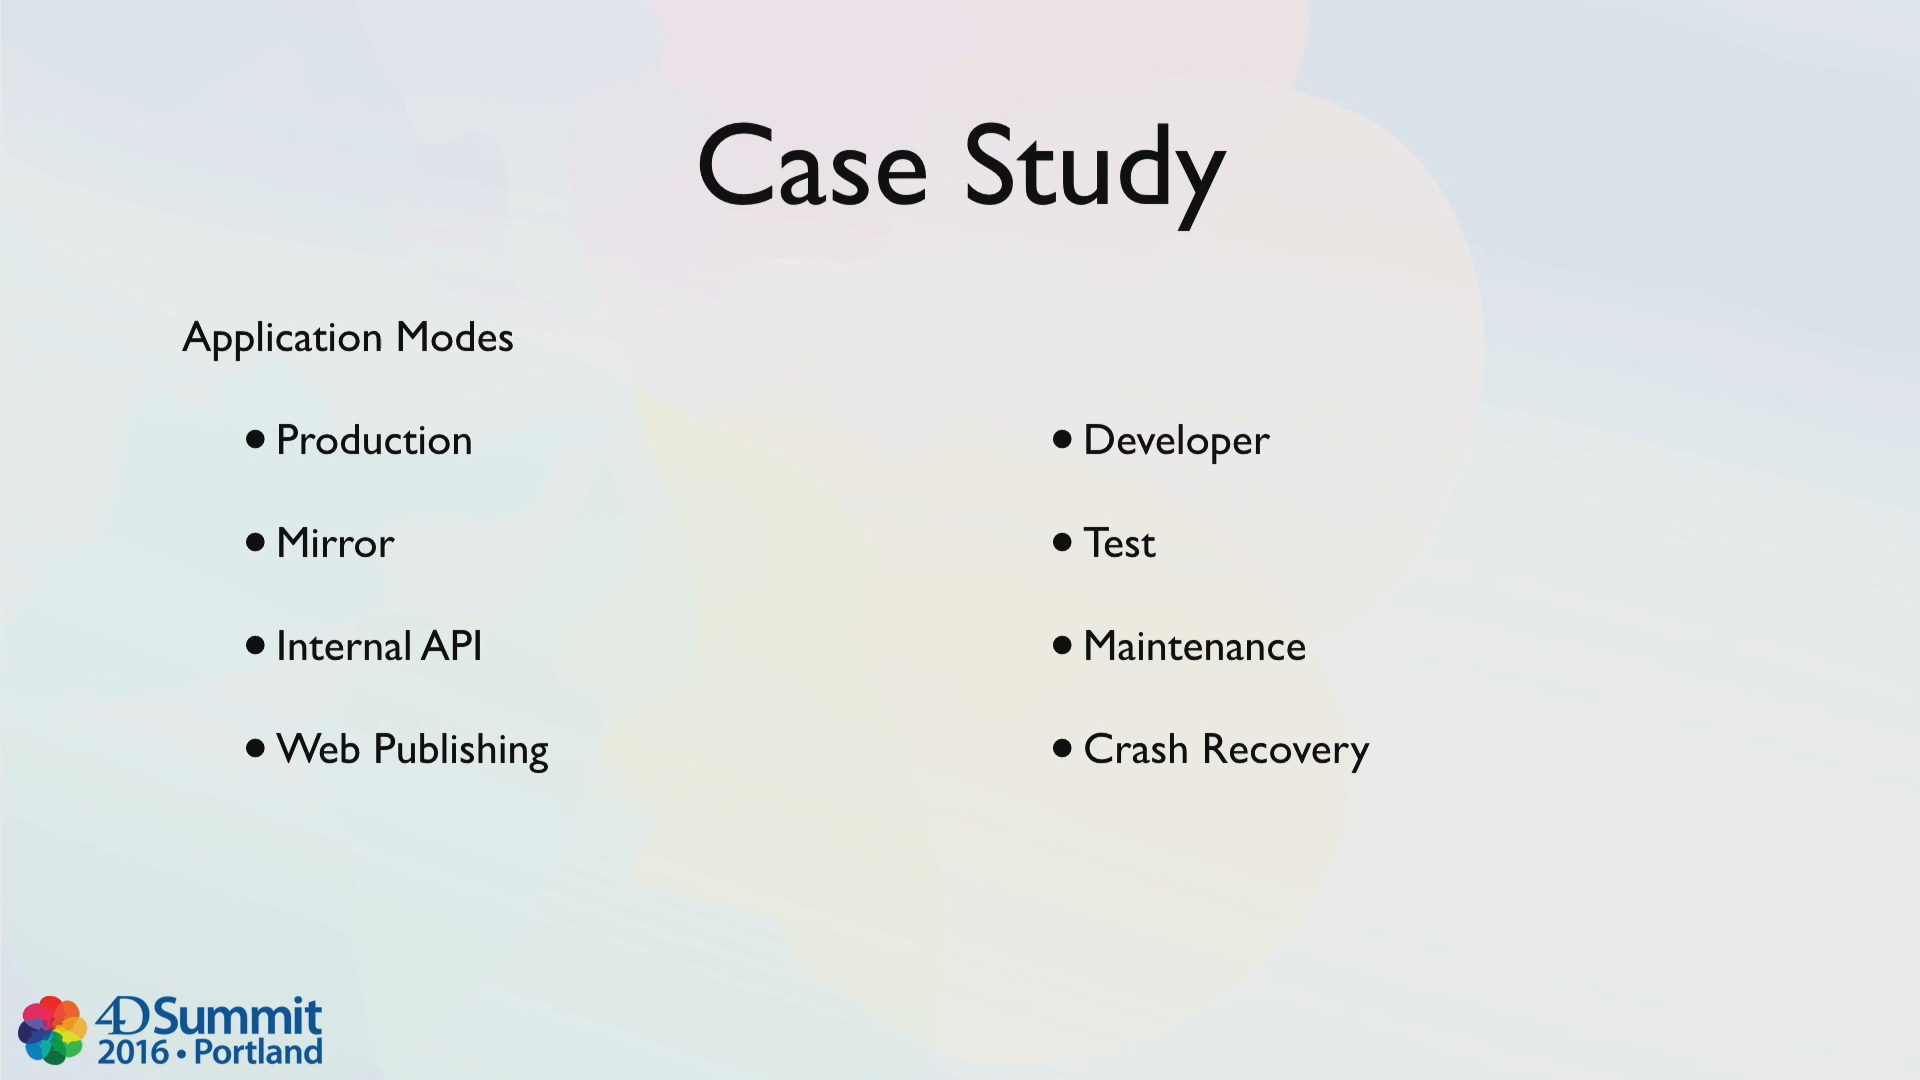 Case Study
Application Modes
• Production
• Mirror
• Internal API
• Web Publishing
• Developer
• Test
• Maintenance
• Crash Recovery
4D Summit
2016 • Portland